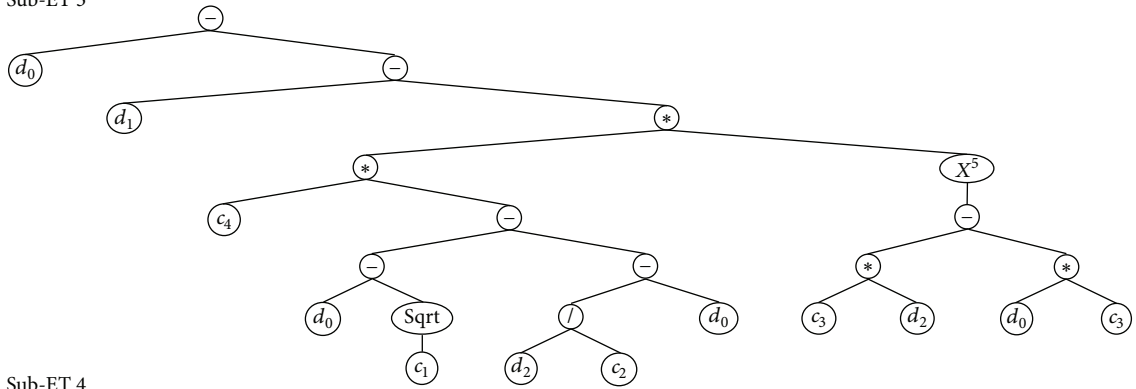 Sub-ET 3
−
d₀ −
d₁ *
* X⁵
c₄ − −
− − * *
d₀ Sqrt / d₀ c₃ d₂ d₀ c₃
c₁ d₂ c₂
Sub-ET 4